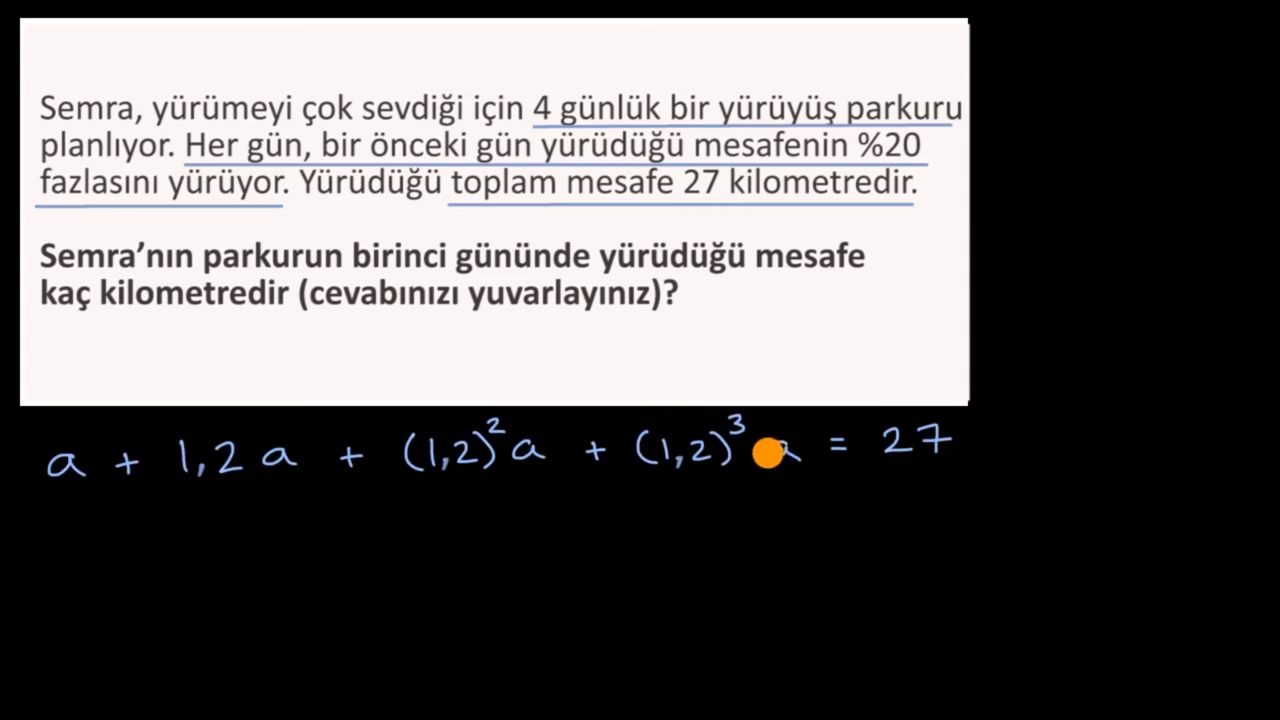 Semra, yürümeyi çok sevdiği için 4 günlük bir yürüyüş parkuru
planlıyor. Her gün, bir önceki gün yürüdüğü mesafenin %20
fazlasını yürüyor. Yürüdüğü toplam mesafe 27 kilometredir.
Semra’nın parkurun birinci gününde yürüdüğü mesafe
kaç kilometredir (cevabınızı yuvarlayınız)?
a + 1,2 a + (1,2)² a + (1,2)³ a = 27